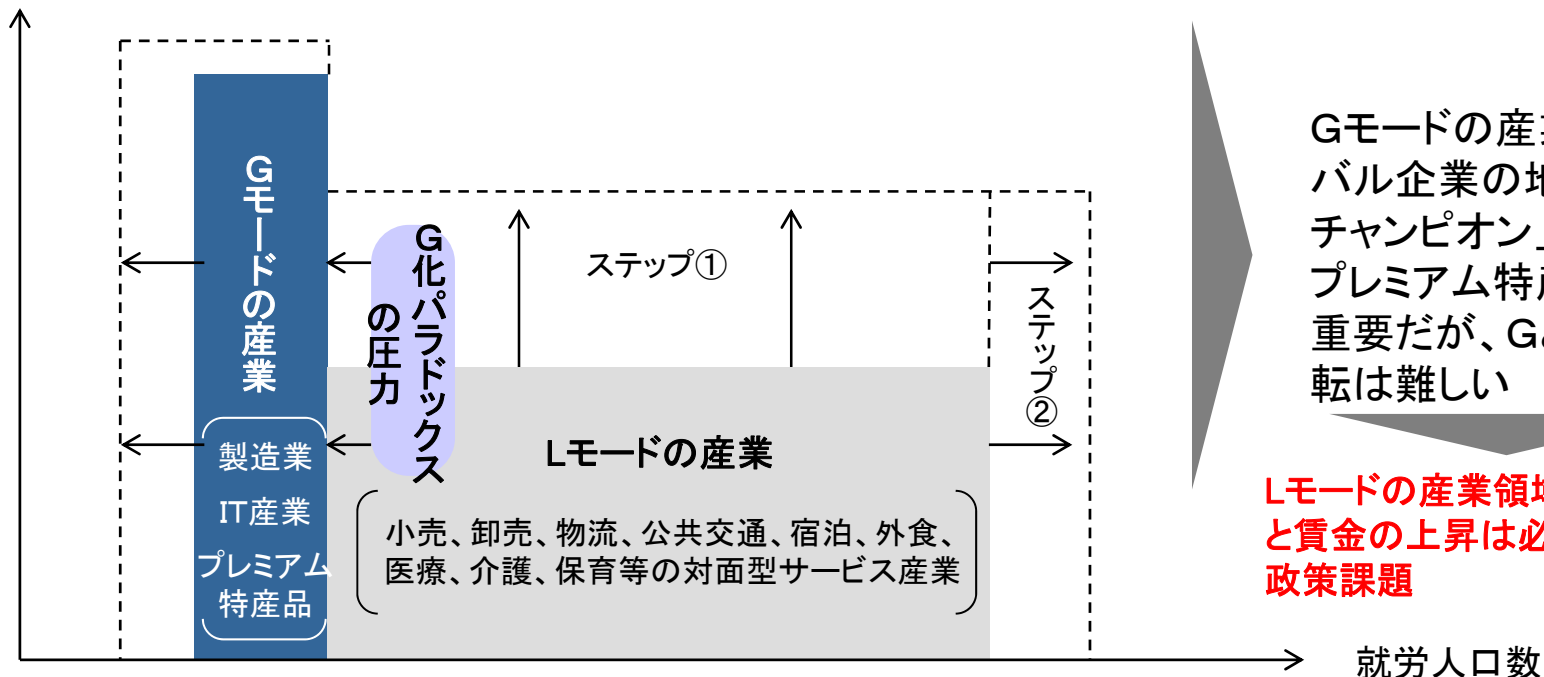 Gモードの産業
製造業
IT産業
プレミアム
特産品
G化パラドックス
の圧力
ステップ①
ステップ②
Lモードの産業
小売、卸売、物流、公共交通、宿泊、外食、
医療、介護、保育等の対面型サービス産業
Gモードの産
バル企業の
チャンピオン」
プレミアム特
重要だが、G
転は難しい
Lモードの産業領
と賃金の上昇は
政策課題
就労人口数